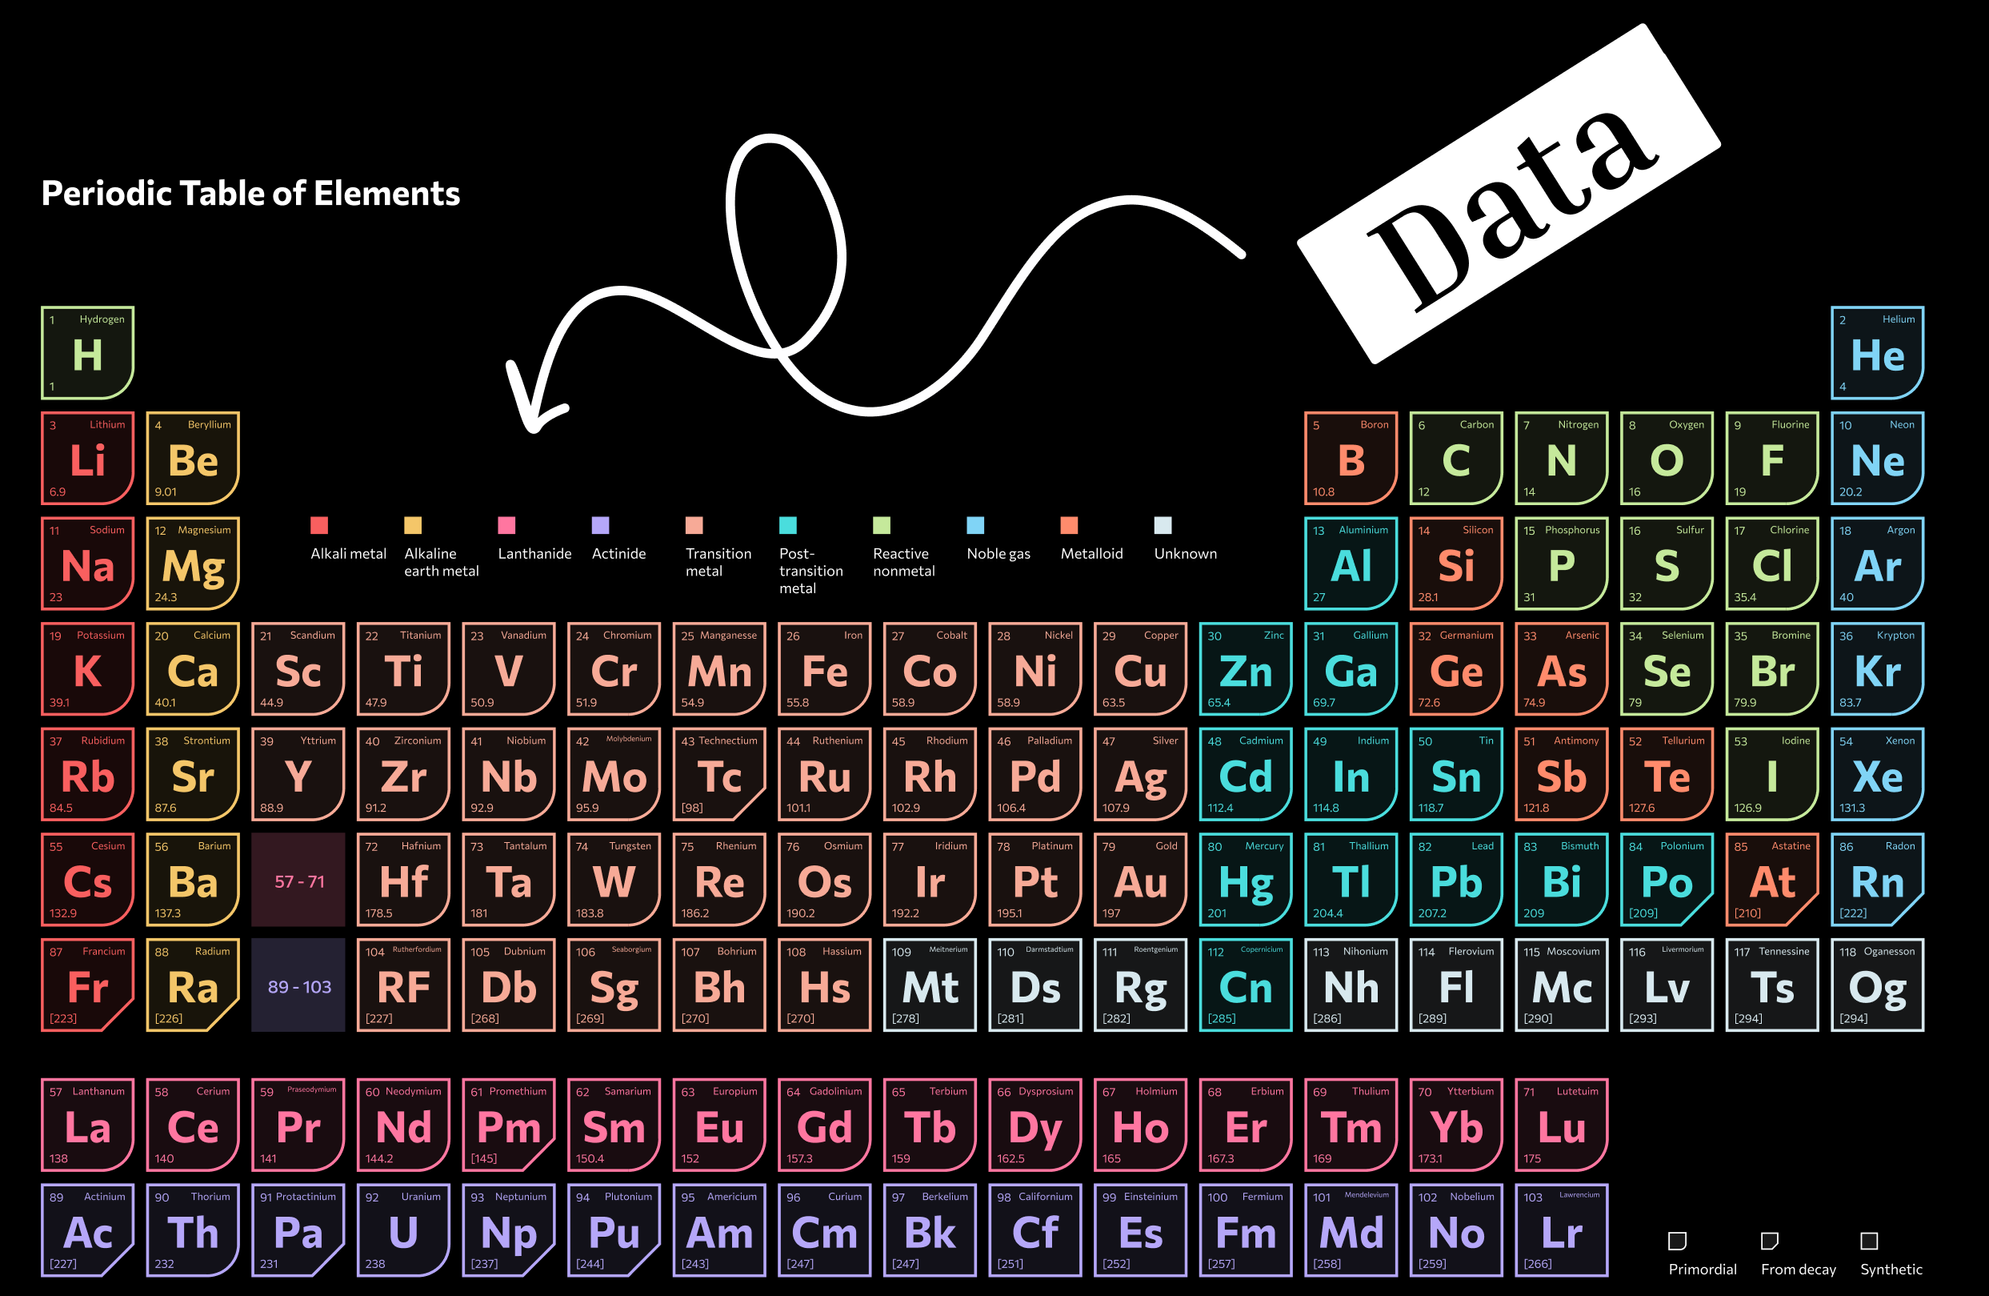 Data
Periodic Table of Elements
1 Hydrogen
H
1
2 Helium
He
4
3 Lithium
Li
6.9
4 Beryllium
Be
9.01
5 Boron
B
10.8
6 Carbon
C
12
7 Nitrogen
N
14
8 Oxygen
O
16
9 Fluorine
F
19
10 Neon
Ne
20.2
11 Sodium
Na
23
12 Magnesium
Mg
24.3
Alkali metal
Alkaline
earth metal
Lanthanide
Actinide
Transition
metal
Post-
transition
metal
Reactive
nonmetal
Noble gas
Metalloid
Unknown
13 Aluminium
Al
27
14 Silicon
Si
28.1
15 Phosphorus
P
31
16 Sulfur
S
32
17 Chlorine
Cl
35.4
18 Argon
Ar
40
19 Potassium
K
39.1
20 Calcium
Ca
40.1
21 Scandium
Sc
44.9
22 Titanium
Ti
47.9
23 Vanadium
V
50.9
24 Chromium
Cr
51.9
25 Manganesse
Mn
54.9
26 Iron
Fe
55.8
27 Cobalt
Co
58.9
28 Nickel
Ni
58.9
29 Copper
Cu
63.5
30 Zinc
Zn
65.4
31 Gallium
Ga
69.7
32 Germanium
Ge
72.6
33 Arsenic
As
74.9
34 Selenium
Se
79
35 Bromine
Br
79.9
36 Krypton
Kr
83.7
37 Rubidium
Rb
84.5
38 Strontium
Sr
87.6
39 Yttrium
Y
88.9
40 Zirconium
Zr
91.2
41 Niobium
Nb
92.9
42 Molybdenium
Mo
95.9
43 Technectium
Tc
[98]
44 Ruthenium
Ru
101.1
45 Rhodium
Rh
102.9
46 Palladium
Pd
106.4
47 Silver
Ag
107.9
48 Cadmium
Cd
112.4
49 Indium
In
114.8
50 Tin
Sn
118.7
51 Antimony
Sb
121.8
52 Tellurium
Te
127.6
53 Iodine
I
126.9
54 Xenon
Xe
131.3
55 Cesium
Cs
132.9
56 Barium
Ba
137.3
57 - 71
72 Hafnium
Hf
178.5
73 Tantalum
Ta
181
74 Tungsten
W
183.8
75 Rhenium
Re
186.2
76 Osmium
Os
190.2
77 Iridium
Ir
192.2
78 Platinum
Pt
195.1
79 Gold
Au
197
80 Mercury
Hg
201
81 Thallium
Tl
204.4
82 Lead
Pb
207.2
83 Bismuth
Bi
209
84 Polonium
Po
[209]
85 Astatine
At
[210]
86 Radon
Rn
[222]
87 Francium
Fr
[223]
88 Radium
Ra
[226]
89 - 103
104 Rutherfordium
RF
[227]
105 Dubnium
Db
[268]
106 Seaborgium
Sg
[269]
107 Bohrium
Bh
[270]
108 Hassium
Hs
[270]
109 Meitnerium
Mt
[278]
110 Darmstadtium
Ds
[281]
111 Roentgenium
Rg
[282]
112 Copernicium
Cn
[285]
113 Nihonium
Nh
[286]
114 Flerovium
Fl
[289]
115 Moscovium
Mc
[290]
116 Livermorium
Lv
[293]
117 Tennessine
Ts
[294]
118 Oganesson
Og
[294]
57 Lanthanum
La
138
58 Cerium
Ce
140
59 Praseodymium
Pr
141
60 Neodymium
Nd
144.2
61 Promethium
Pm
[145]
62 Samarium
Sm
150.4
63 Europium
Eu
152
64 Gadolinium
Gd
157.3
65 Terbium
Tb
159
66 Dysprosium
Dy
162.5
67 Holmium
Ho
165
68 Erbium
Er
167.3
69 Thulium
Tm
169
70 Ytterbium
Yb
173.1
71 Lutetuim
Lu
175
89 Actinium
Ac
[227]
90 Thorium
Th
232
91 Protactinium
Pa
231
92 Uranium
U
238
93 Neptunium
Np
[237]
94 Plutonium
Pu
[244]
95 Americium
Am
[243]
96 Curium
Cm
[247]
97 Berkelium
Bk
[247]
98 Californium
Cf
[251]
99 Einsteinium
Es
[252]
100 Fermium
Fm
[257]
101 Mendelevium
Md
[258]
102 Nobelium
No
[259]
103 Lawrencium
Lr
[266]
Primordial
From decay
Synthetic